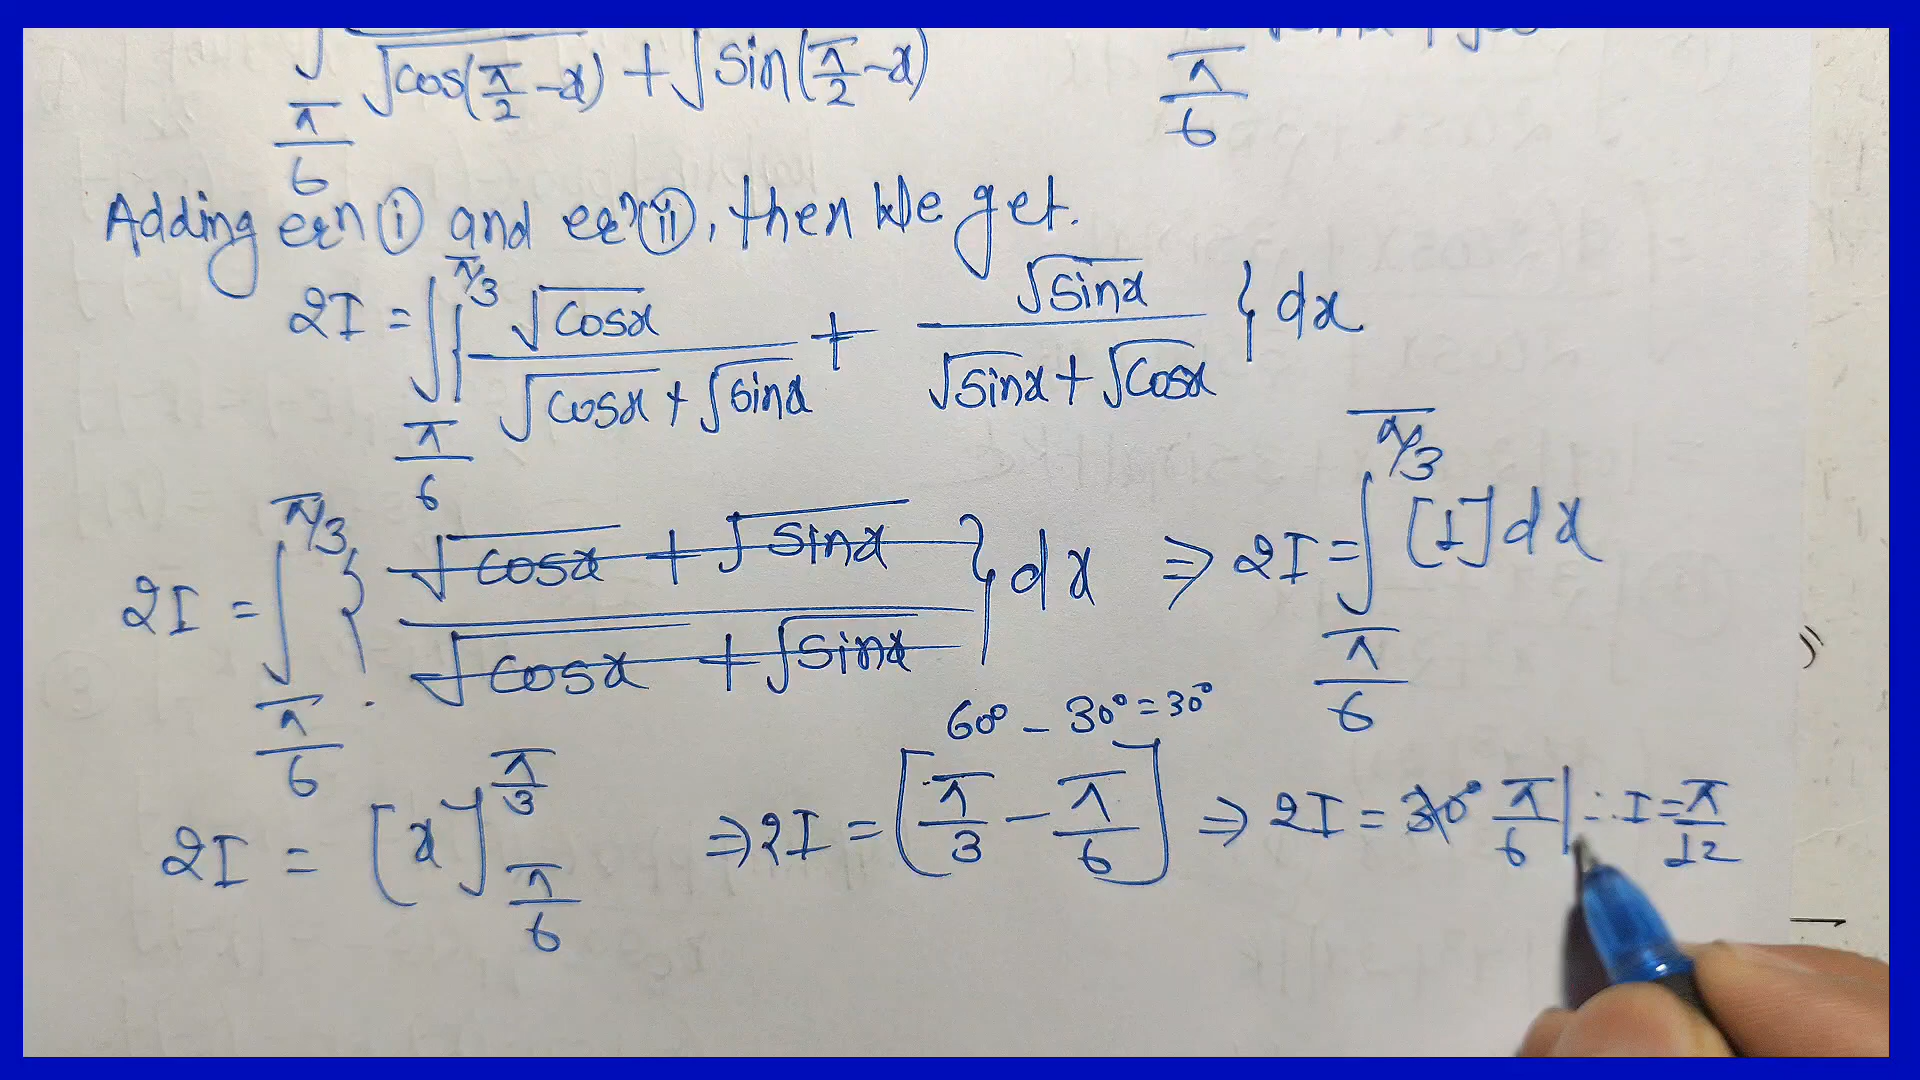 ∫_{π/6} √cos(π/2 -x) + √sin(π/2 -x)    π/6
Adding eqn (i) and eqn (ii), then We get.
2I = ∫_{π/6}^{π/3} { √Cosx / (√Cosx + √Sinx) + √Sinx / (√Sinx + √Cosx) } dx
2I = ∫_{π/6}^{π/3} { (√Cosx + √Sinx) / (√Cosx + √Sinx) } dx ⇒ 2I = ∫_{π/6}^{π/3} [1] dx
60° - 30° = 30°
2I = [x]_{π/6}^{π/3} ⇒ 2I = [π/3 - π/6] ⇒ 2I = 30° π/6 | ∴ I = π/12